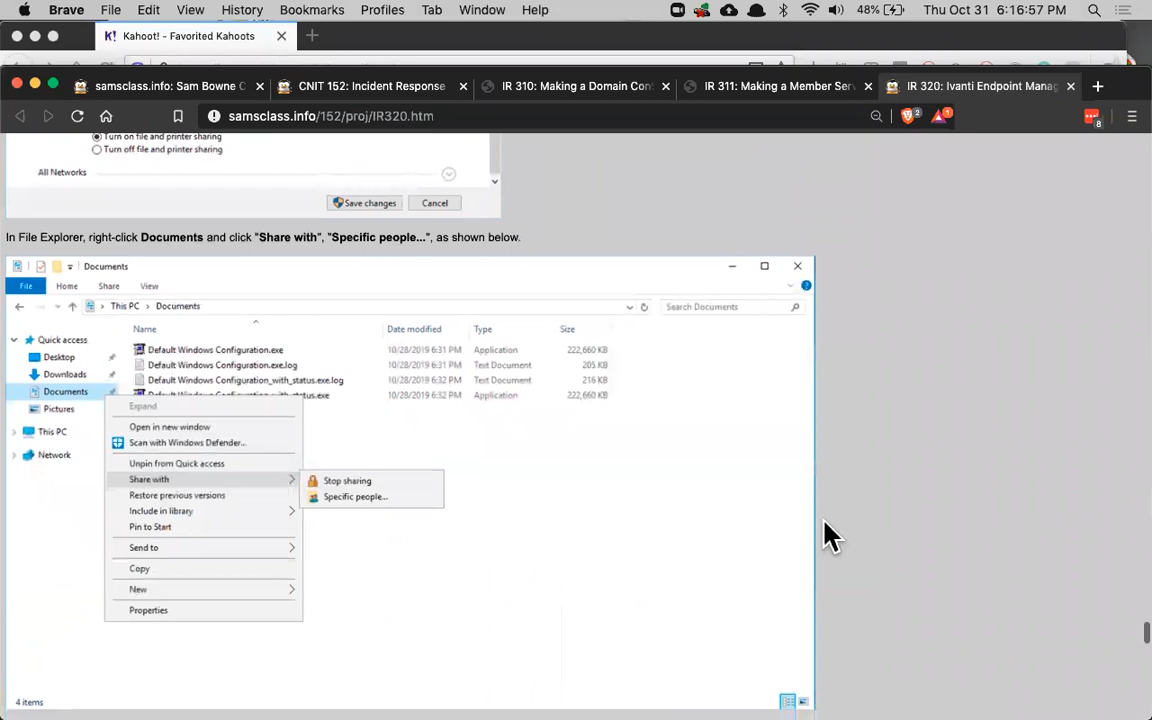 Brave File Edit View History Bookmarks Profiles Tab Window Help 48% Thu Oct 31 6:16:57 PM
K! Kahoot! - Favorited Kahoots
samsclass.info: Sam Bowne C
CNIT 152: Incident Response
IR 310: Making a Domain Con
IR 311: Making a Member Serv
IR 320: Ivanti Endpoint Manag
samsclass.info/152/proj/IR320.htm 2 1 8
Turn on file and printer sharing
Turn off file and printer sharing
All Networks
Save changes Cancel
In File Explorer, right-click Documents and click "Share with", "Specific people...", as shown below.
Documents
File Home Share View
This PC > Documents Search Documents
Name Date modified Type Size
Quick access
Desktop
Downloads
Documents
Pictures
This PC
Network
Default Windows Configuration.exe 10/28/2019 6:31 PM Application 222,660 KB
Default Windows Configuration.exe.log 10/28/2019 6:31 PM Text Document 205 KB
Default Windows Configuration_with_status.exe.log 10/28/2019 6:32 PM Text Document 216 KB
Default Windows Configuration_with_status.exe 10/28/2019 6:32 PM Application 222,660 KB
Expand
Open in new window
Scan with Windows Defender...
Unpin from Quick access
Share with
Restore previous versions
Include in library
Pin to Start
Send to
Copy
New
Properties
Stop sharing
Specific people...
4 items